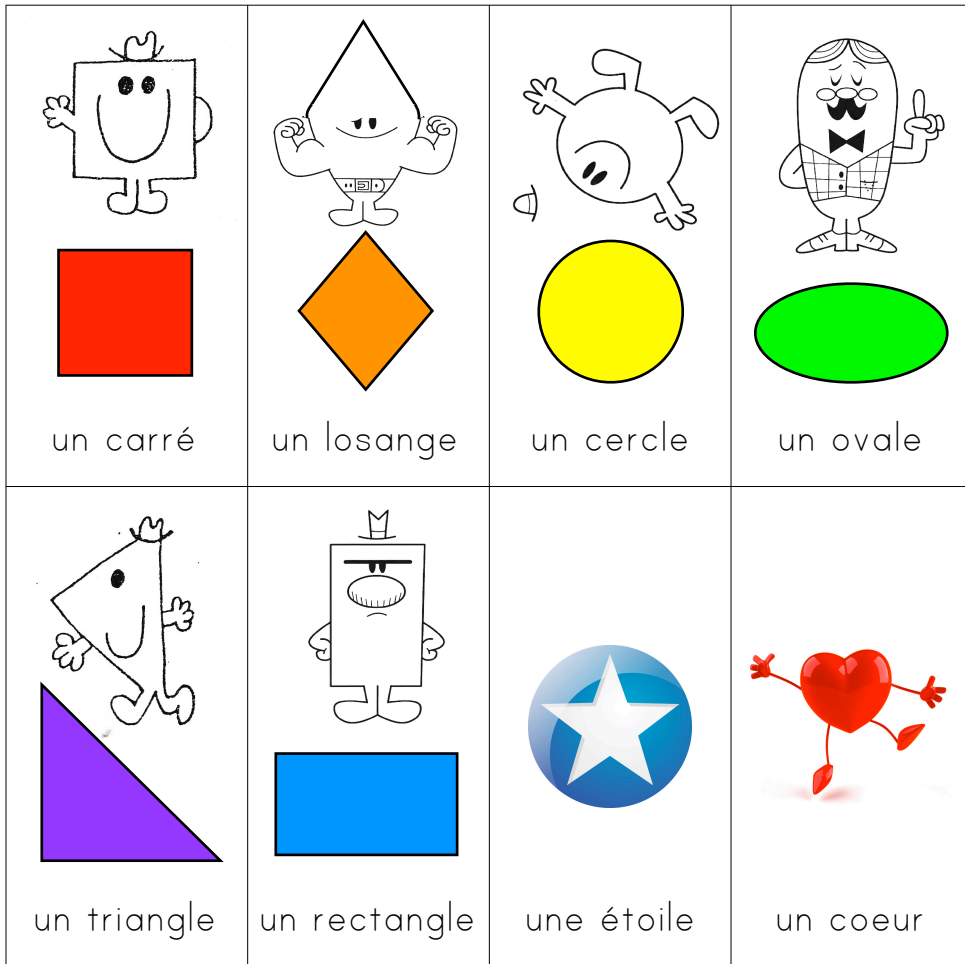 un carré
un losange
un cercle
un ovale
un triangle
un rectangle
une étoile
un coeur